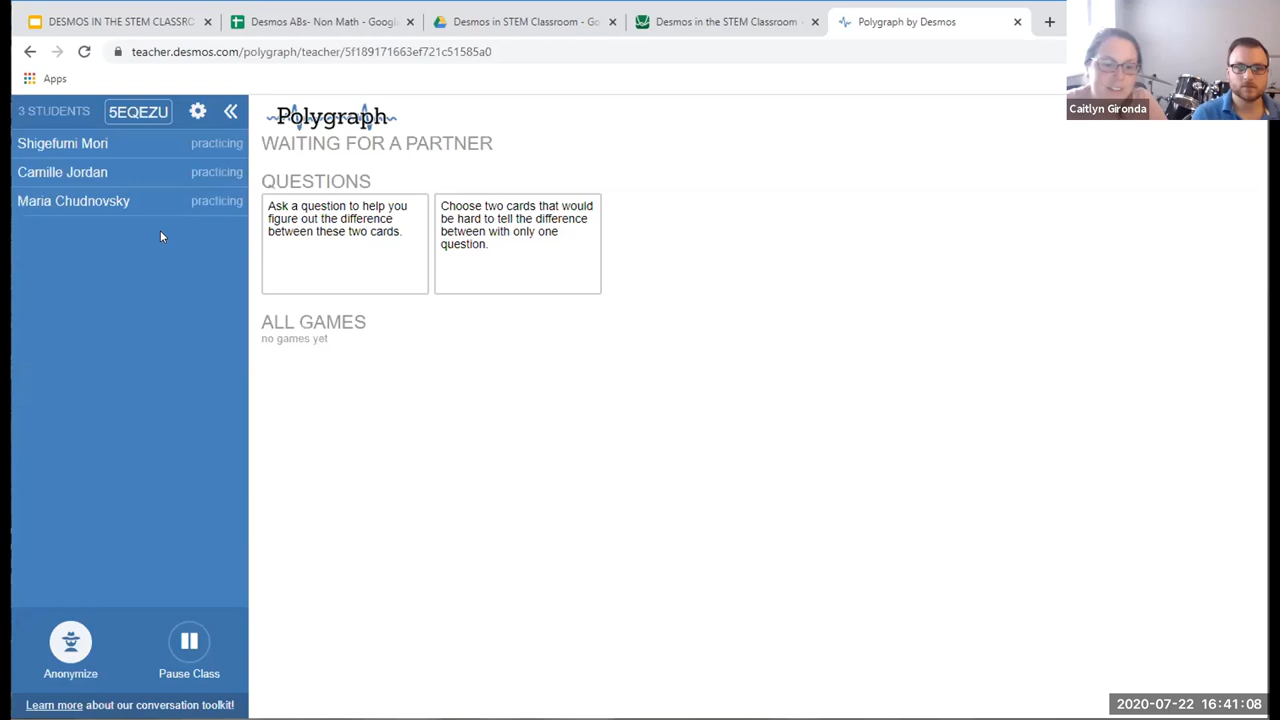 DESMOS IN THE STEM CLASSRO
Desmos ABs- Non Math - Google
Desmos in STEM Classroom - Go
Desmos in the STEM Classroom
Polygraph by Desmos
teacher.desmos.com/polygraph/teacher/5f189171663ef721c51585a0
Apps
Caitlyn Gironda
3 STUDENTS 5EQEZU
Shigefumi Mori practicing
Camille Jordan practicing
Maria Chudnovsky practicing
Anonymize Pause Class
Learn more about our conversation toolkit!
Polygraph
WAITING FOR A PARTNER
QUESTIONS
Ask a question to help you
figure out the difference
between these two cards.
Choose two cards that would
be hard to tell the difference
between with only one
question.
ALL GAMES
no games yet
2020-07-22 16:41:08